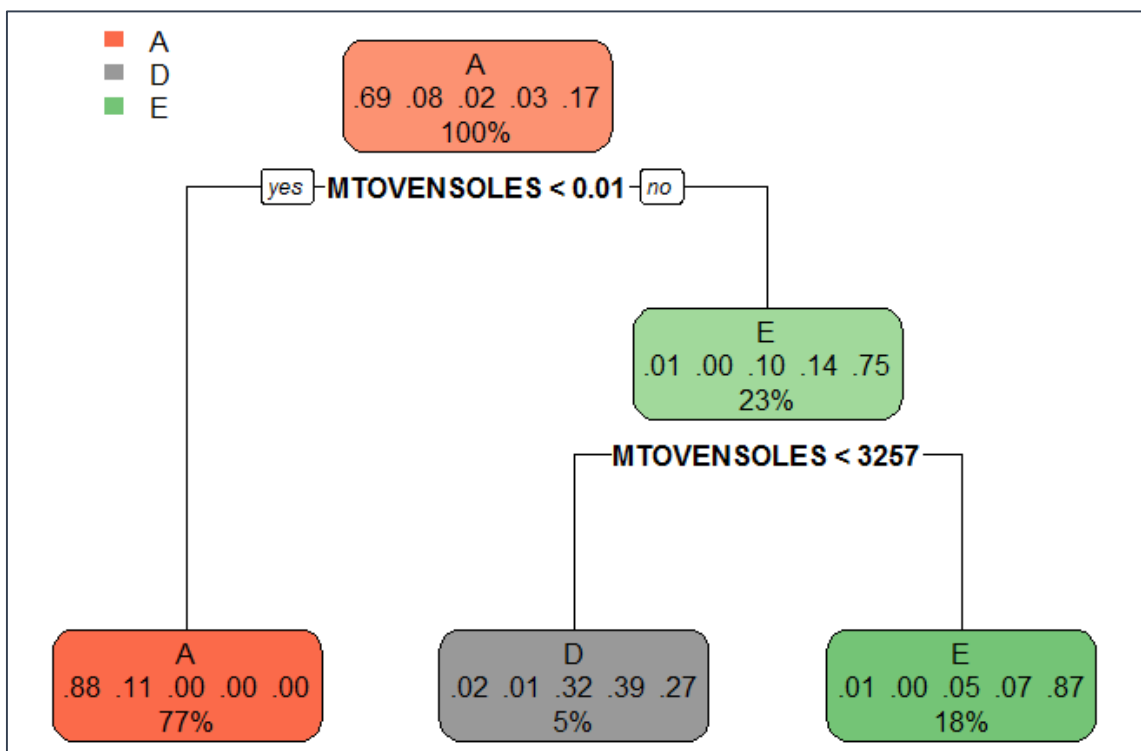 A
D
E
A
.69 .08 .02 .03 .17
100%
yes MTOVENSOLES < 0.01 no
E
.01 .00 .10 .14 .75
23%
MTOVENSOLES < 3257
A
.88 .11 .00 .00 .00
77%
D
.02 .01 .32 .39 .27
5%
E
.01 .00 .05 .07 .87
18%